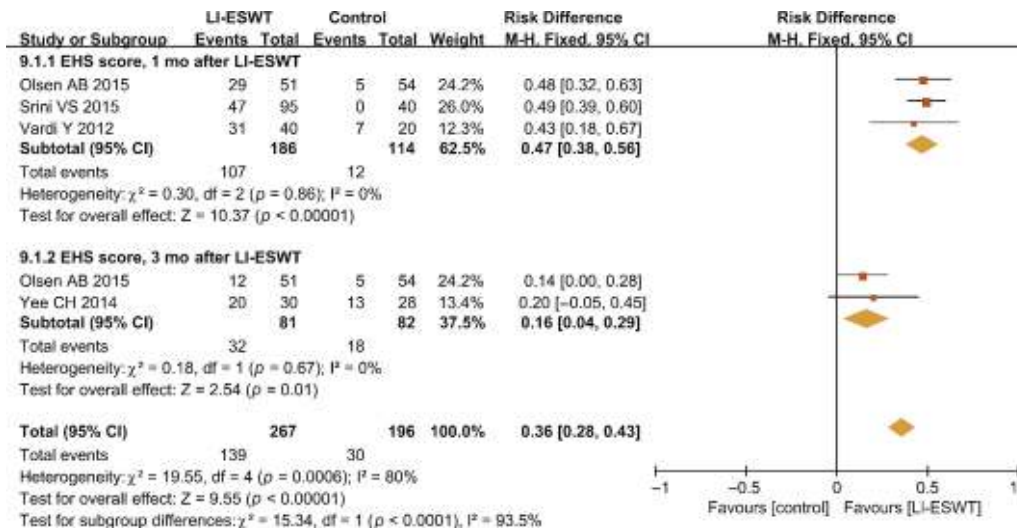 LI-ESWT Control Risk Difference Risk Difference
Study or Subgroup Events Total Events Total Weight M-H. Fixed. 95% CI M-H. Fixed. 95% CI
9.1.1 EHS score, 1 mo after LI-ESWT
Olsen AB 2015 29 51 5 54 24.2% 0.48 [0.32, 0.63]
Srini VS 2015 47 95 0 40 26.0% 0.49 [0.39, 0.60]
Vardi Y 2012 31 40 7 20 12.3% 0.43 [0.18, 0.67]
Subtotal (95% CI) 186 114 62.5% 0.47 [0.38, 0.56]
Total events 107 12
Heterogeneity: χ² = 0.30, df = 2 (p = 0.86); I² = 0%
Test for overall effect: Z = 10.37 (p < 0.00001)
9.1.2 EHS score, 3 mo after LI-ESWT
Olsen AB 2015 12 51 5 54 24.2% 0.14 [0.00, 0.28]
Yee CH 2014 20 30 13 28 13.4% 0.20 [−0.05, 0.45]
Subtotal (95% CI) 81 82 37.5% 0.16 [0.04, 0.29]
Total events 32 18
Heterogeneity: χ² = 0.18, df = 1 (p = 0.67); I² = 0%
Test for overall effect: Z = 2.54 (p = 0.01)
Total (95% CI) 267 196 100.0% 0.36 [0.28, 0.43]
Total events 139 30
Heterogeneity: χ² = 19.55, df = 4 (p = 0.0006); I² = 80%
Test for overall effect: Z = 9.55 (p < 0.00001)
Test for subgroup differences: χ² = 15.34, df = 1 (p < 0.0001), I² = 93.5%
−1 −0.5 0 0.5 1
Favours [control] Favours [LI-ESWT]